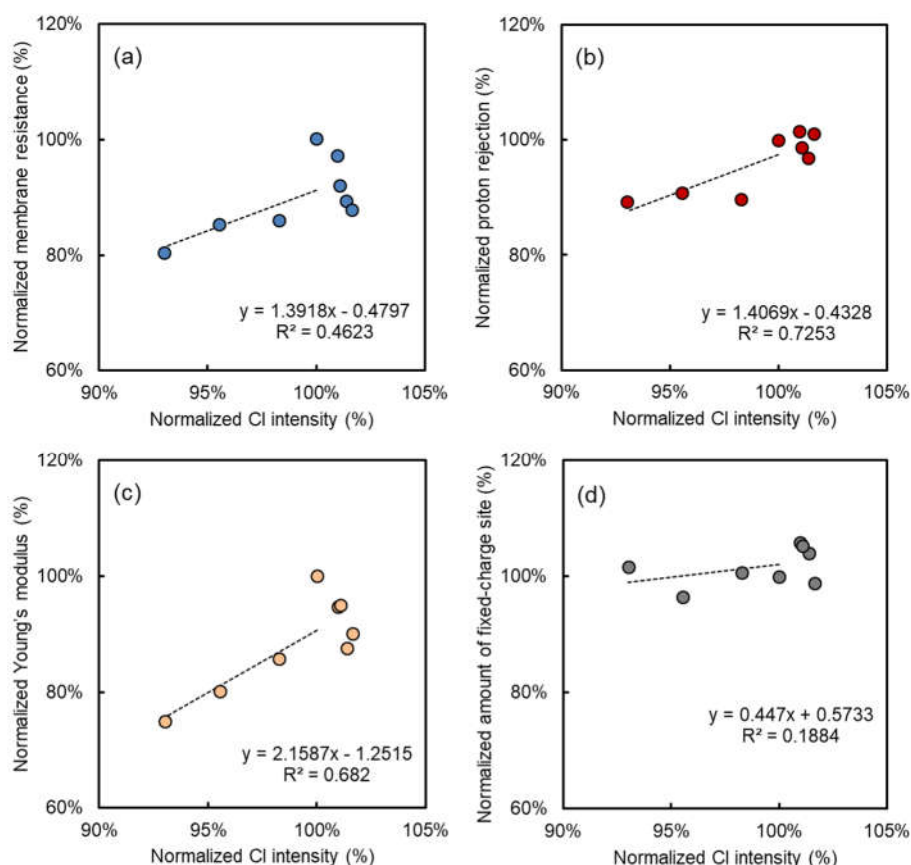 120%
100%
80%
60%
Normalized membrane resistance (%)
(a)
y = 1.3918x - 0.4797
R² = 0.4623
90%
95%
100%
105%
Normalized Cl intensity (%)
120%
100%
80%
60%
Normalized proton rejection (%)
(b)
y = 1.4069x - 0.4328
R² = 0.7253
90%
95%
100%
105%
Normalized Cl intensity (%)
120%
100%
80%
60%
Normalized Young's modulus (%)
(c)
y = 2.1587x - 1.2515
R² = 0.682
90%
95%
100%
105%
Normalized Cl intensity (%)
120%
100%
80%
60%
Normalized amount of fixed-charge site (%)
(d)
y = 0.447x + 0.5733
R² = 0.1884
90%
95%
100%
105%
Normalized Cl intensity (%)